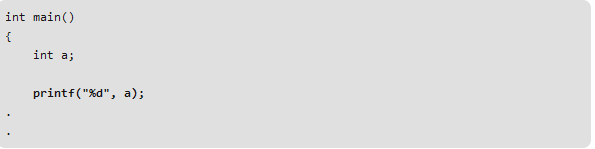 int main()
{
    int a;
    printf("%d", a);
.
.